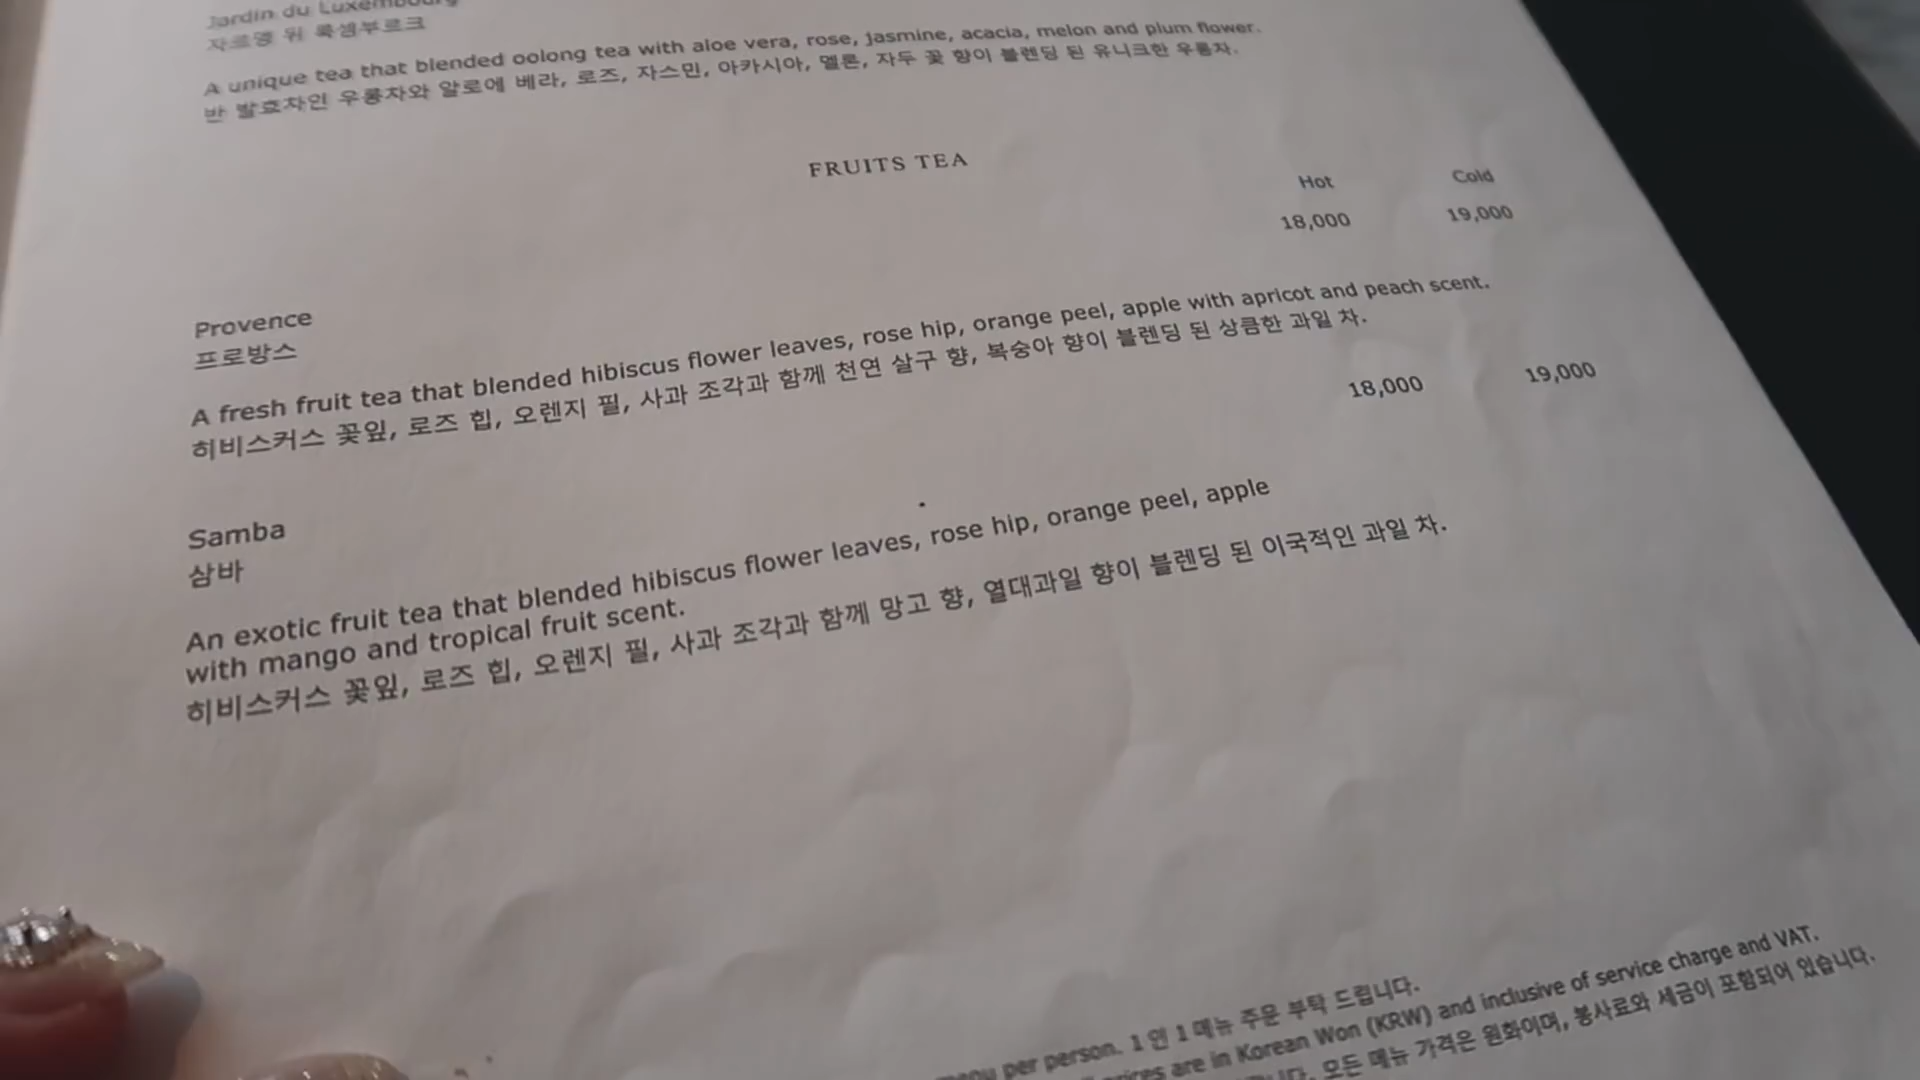 Jardin du Luxembourg
자르뎅 뒤 룩셈부르크
A unique tea that blended oolong tea with aloe vera, rose, jasmine, acacia, melon and plum flower.
반 발효차인 우롱차와 알로에 베라, 로즈, 자스민, 아카시아, 멜론, 자두 꽃 향이 블렌딩 된 유니크한 우롱차.
FRUITS TEA
Hot Cold
18,000 19,000
Provence
프로방스
A fresh fruit tea that blended hibiscus flower leaves, rose hip, orange peel, apple with apricot and peach scent.
히비스커스 꽃잎, 로즈 힙, 오렌지 필, 사과 조각과 함께 천연 살구 향, 복숭아 향이 블렌딩 된 상큼한 과일 차.
18,000 19,000
Samba
삼바
An exotic fruit tea that blended hibiscus flower leaves, rose hip, orange peel, apple
with mango and tropical fruit scent.
히비스커스 꽃잎, 로즈 힙, 오렌지 필, 사과 조각과 함께 망고 향, 열대과일 향이 블렌딩 된 이국적인 과일 차.
per person. 1 인 1 메뉴 주문 부탁 드립니다.
prices are in Korean Won (KRW) and inclusive of service charge and VAT.
모든 메뉴 가격은 원화이며, 봉사료와 세금이 포함되어 있습니다.